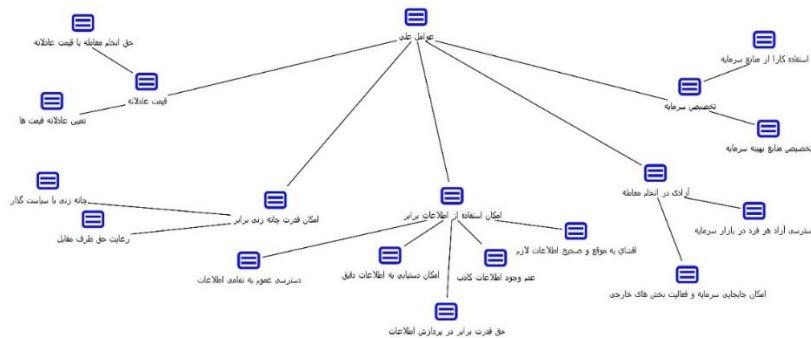 عوامل علی
حق انجام معامله با قیمت عادلانه
قیمت عادلانه
تعیین عادلانه قیمت ها
استفاده کارا از منابع سرمایه
تخصیص سرمایه
تخصیص منابع بهینه سرمایه
چانه زنی با سیاست گذار
امکان قدرت چانه زنی برابر
رعایت حق طرف مقابل
امکان استفاده از اطلاعات برابر
دسترسی عموم به تمامی اطلاعات
امکان دستیابی به اطلاعات دقیق
حق قدرت برابر در پردازش اطلاعات
عدم وجود اطلاعات کاذب
افشای به موقع و صحیح اطلاعات لازم
آزادی در انجام معامله
دسترسی آزاد هر فرد در بازار سرمایه
امکان جابجایی سرمایه و فعالیت بخش های خارجی